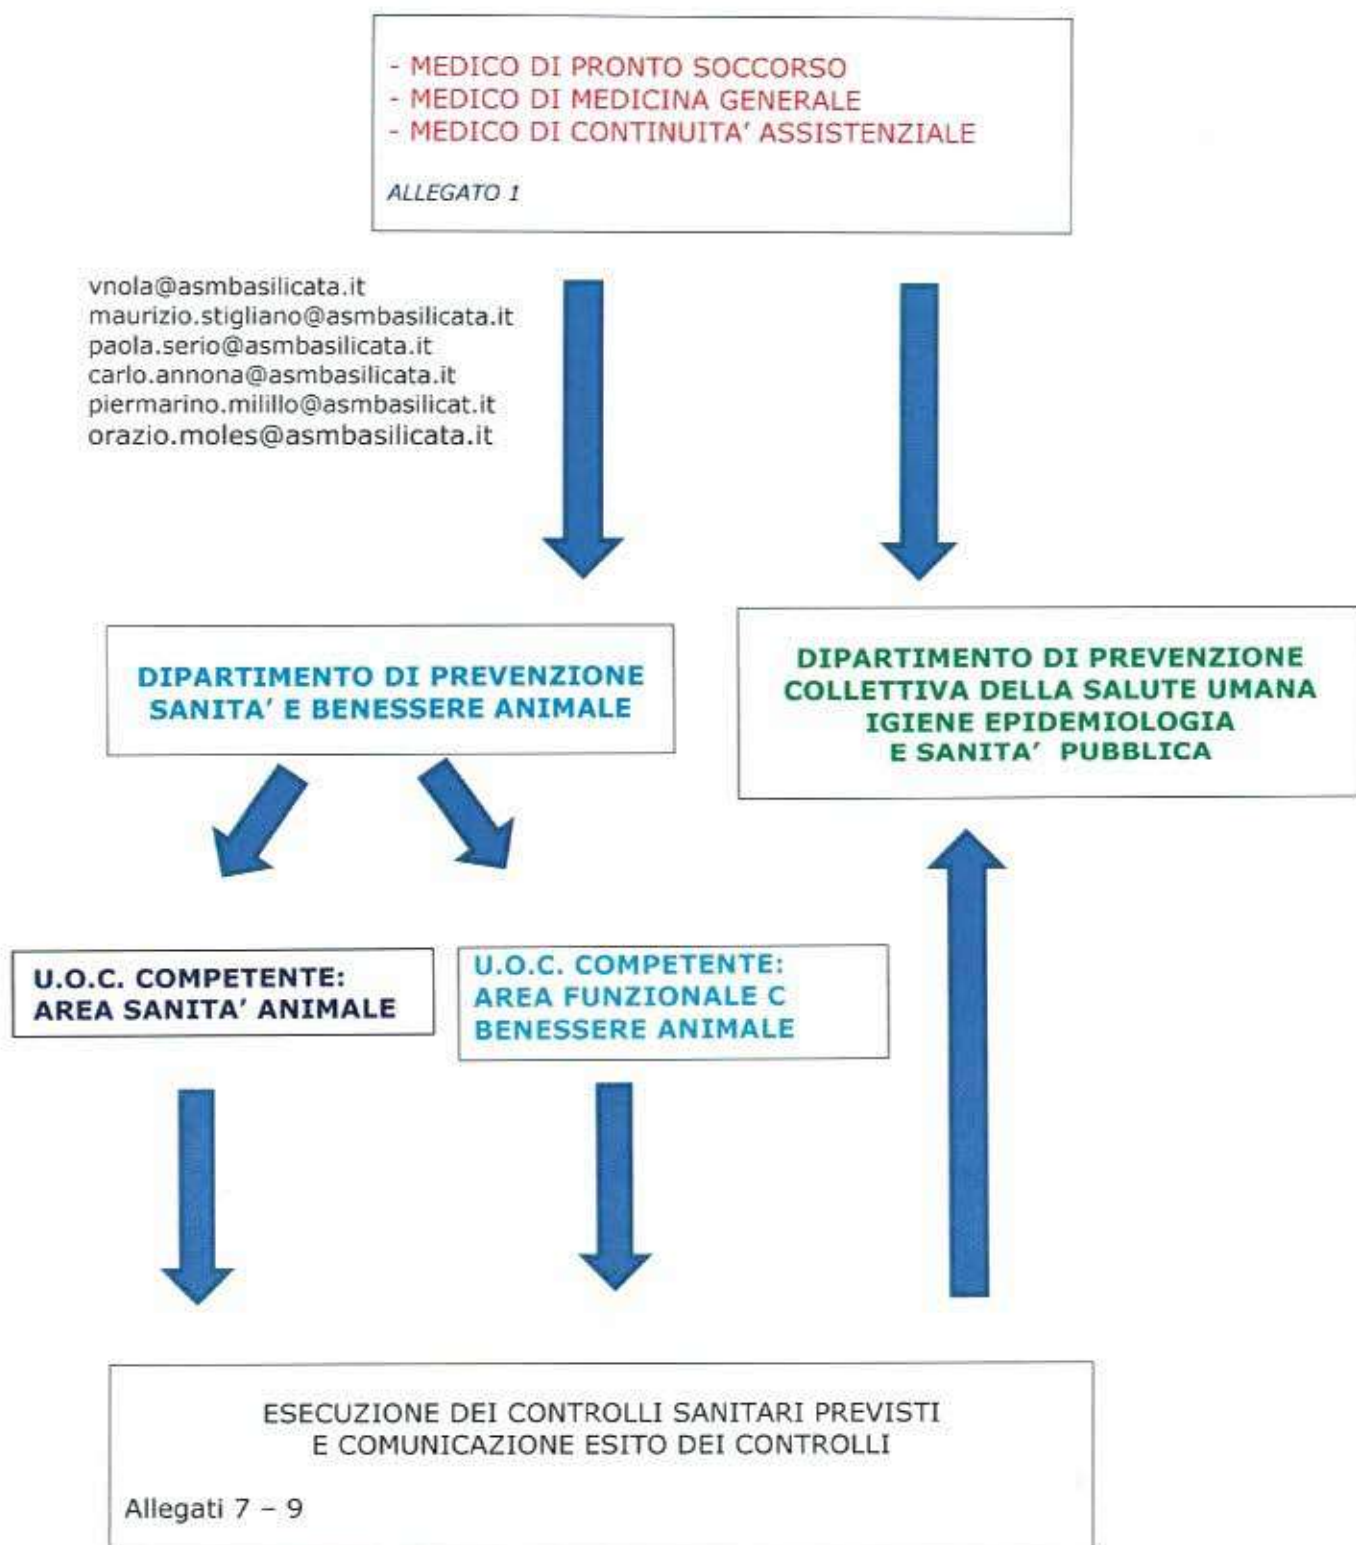 - MEDICO DI PRONTO SOCCORSO
- MEDICO DI MEDICINA GENERALE
- MEDICO DI CONTINUITA' ASSISTENZIALE
ALLEGATO 1
vnola@asmbasilicata.it
maurizio.stigliano@asmbasilicata.it
paola.serio@asmbasilicata.it
carlo.annona@asmbasilicata.it
piermarino.milillo@asmbasilicat.it
orazio.moles@asmbasilicata.it
DIPARTIMENTO DI PREVENZIONE
SANITA' E BENESSERE ANIMALE
DIPARTIMENTO DI PREVENZIONE
COLLETTIVA DELLA SALUTE UMANA
IGIENE EPIDEMIOLOGIA
E SANITA' PUBBLICA
U.O.C. COMPETENTE:
AREA SANITA' ANIMALE
U.O.C. COMPETENTE:
AREA FUNZIONALE C
BENESSERE ANIMALE
ESECUZIONE DEI CONTROLLI SANITARI PREVISTI
E COMUNICAZIONE ESITO DEI CONTROLLI
Allegati 7 – 9